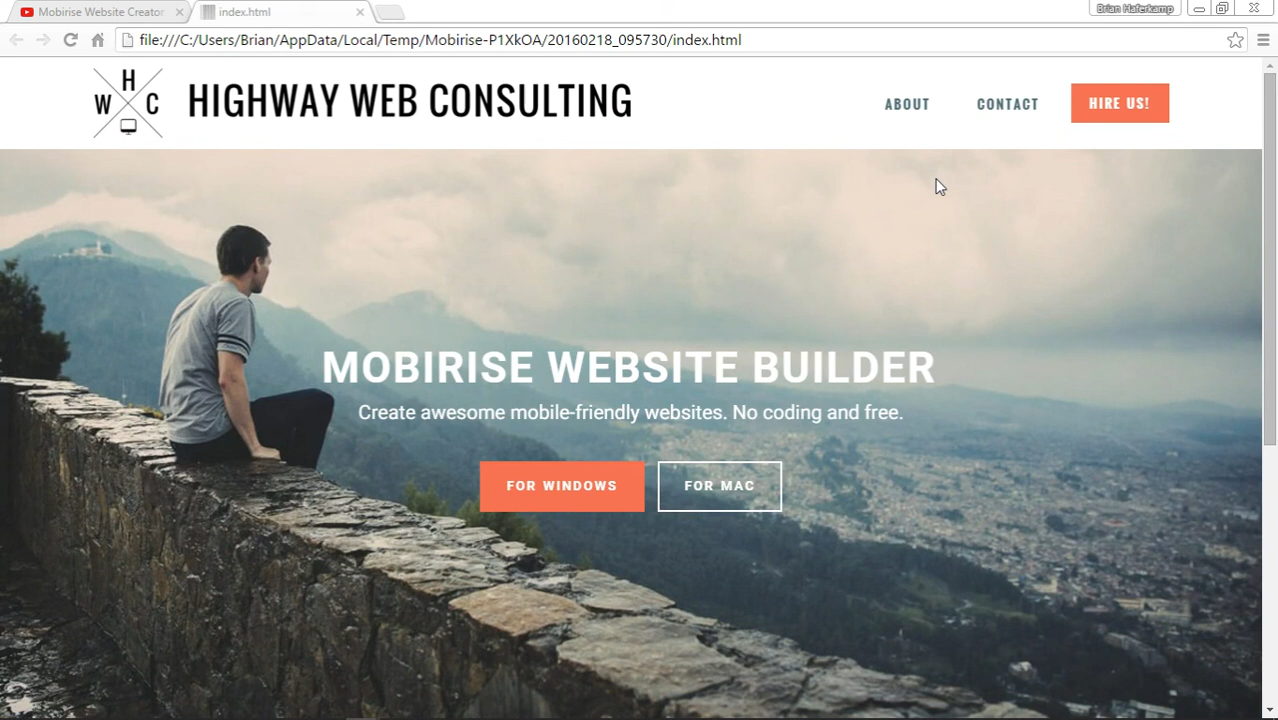 Mobirise Website Creator
index.html
Brian Haferkamp
file:///C:/Users/Brian/AppData/Local/Temp/Mobirise-P1XkOA/20160218_095730/index.html
H
W C
HIGHWAY WEB CONSULTING
ABOUT
CONTACT
HIRE US!
MOBIRISE WEBSITE BUILDER
Create awesome mobile-friendly websites. No coding and free.
FOR WINDOWS
FOR MAC